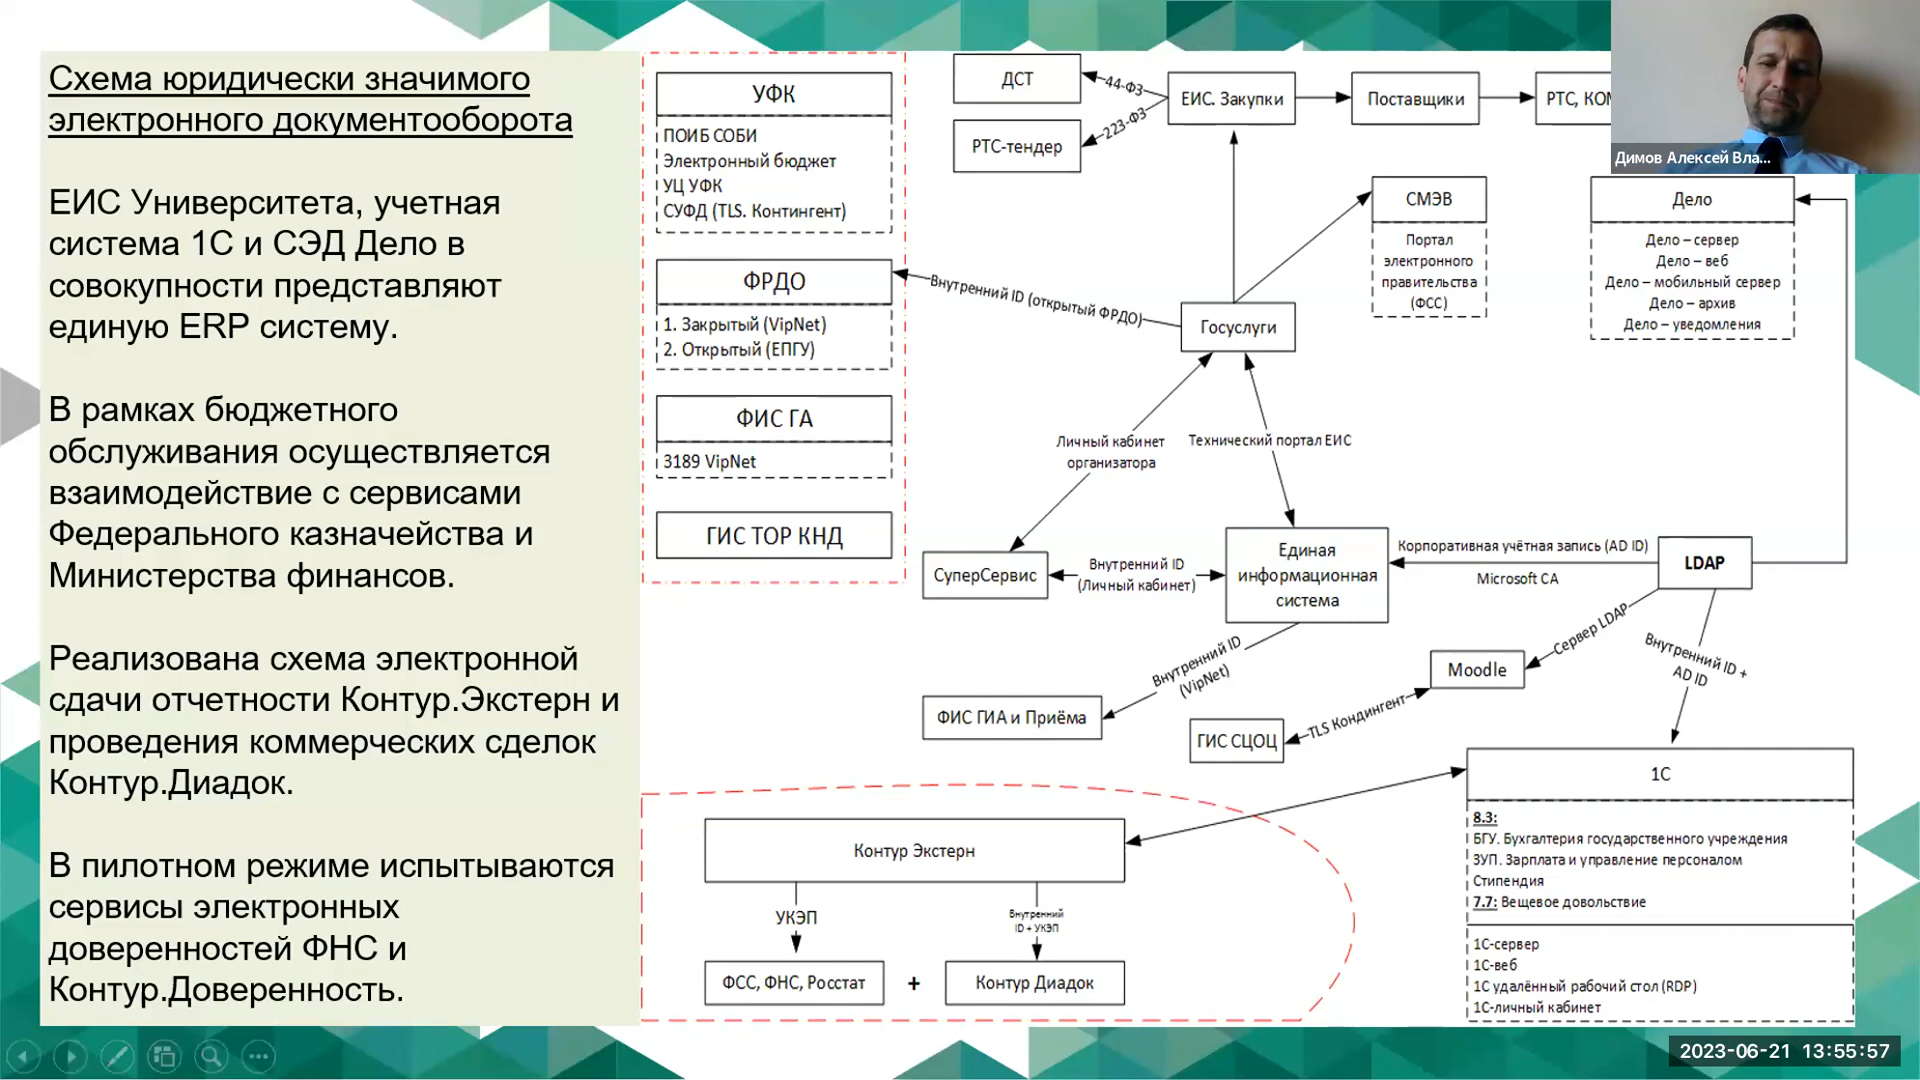 Схема юридически значимого
электронного документооборота
ЕИС Университета, учетная
система 1С и СЭД Дело в
совокупности представляют
единую ERP систему.
В рамках бюджетного
обслуживания осуществляется
взаимодействие с сервисами
Федерального казначейства и
Министерства финансов.
Реализована схема электронной
сдачи отчетности Контур.Экстерн и
проведения коммерческих сделок
Контур.Диадок.
В пилотном режиме испытываются
сервисы электронных
доверенностей ФНС и
Контур.Доверенность.
УФК
ПОИБ СОБИ
Электронный бюджет
УЦ УФК
СУФД (TLS. Контингент)
ФРДО
1. Закрытый (VipNet)
2. Открытый (ЕПГУ)
ФИС ГА
3189 VipNet
ГИС ТОР КНД
ДСТ
РТС-тендер
44-ФЗ
223-ФЗ
ЕИС. Закупки
Поставщики
РТС, КОМ
Димов Алексей Вла...
СМЭВ
Портал
электронного
правительства
(ФСС)
Дело
Дело – сервер
Дело – веб
Дело – мобильный сервер
Дело – архив
Дело – уведомления
Внутренний ID (открытый ФРДО)
Госуслуги
Личный кабинет
организатора
Технический портал ЕИС
СуперСервис
Внутренний ID
(Личный кабинет)
Единая
информационная
система
Корпоративная учётная запись (AD ID)
Microsoft CA
LDAP
Внутренний ID
(VipNet)
ФИС ГИА и Приёма
Сервер LDAP
Moodle
Внутренний ID +
AD ID
TLS Кондингент
ГИС СЦОЦ
1С
8.3:
БГУ. Бухгалтерия государственного учреждения
ЗУП. Зарплата и управление персоналом
Стипендия
7.7: Вещевое довольствие
1С-сервер
1С-веб
1С удалённый рабочий стол (RDP)
1С-личный кабинет
Контур Экстерн
УКЭП
Внутренний
ID + УКЭП
ФСС, ФНС, Росстат
+
Контур Диадок
2023-06-21 13:55:57